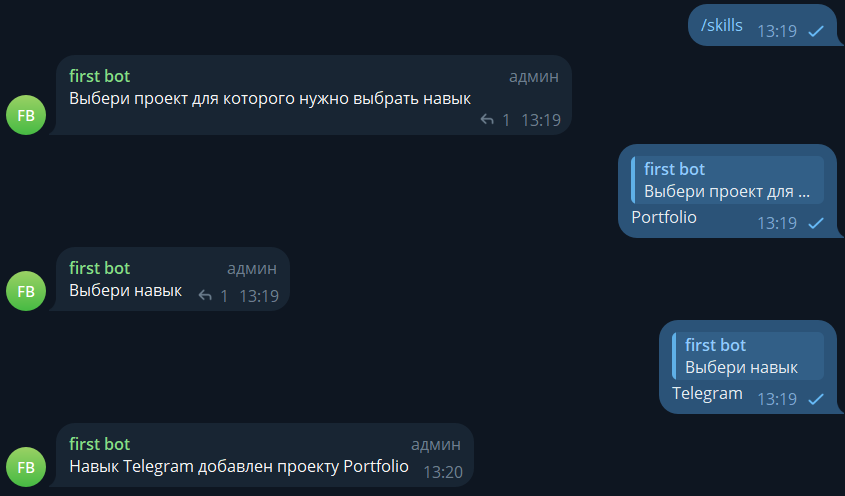 /skills 13:19
first bot админ
Выбери проект для которого нужно выбрать навык
FB
1 13:19
first bot
Выбери проект для ...
Portfolio 13:19
first bot админ
Выбери навык 1 13:19
FB
first bot
Выбери навык
Telegram 13:19
first bot админ
Навык Telegram добавлен проекту Portfolio 13:20
FB